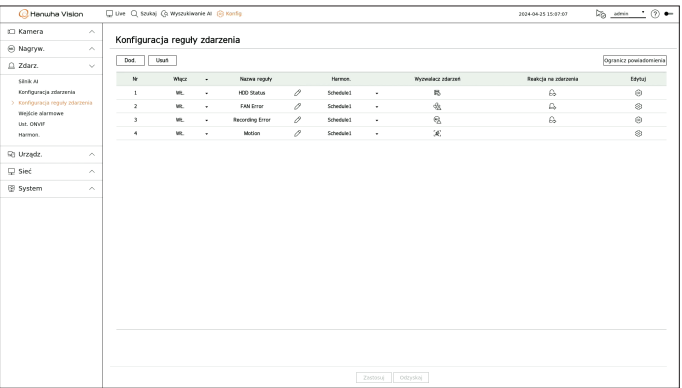 Hanwha Vision
Live Szukaj Wyszukiwanie AI Konfig.
2024-04-25 15:07:07 admin ?
Kamera
Nagryw.
Zdarz.
Silnik AI
Konfiguracja zdarzenia
Konfiguracja reguły zdarzenia
Wejście alarmowe
Ust. ONVIF
Harmon.
Urządz.
Sieć
System
Konfiguracja reguły zdarzenia
Dod. Usuń Ogranicz powiadomienia
Nr Włącz Nazwa reguły Harmon. Wyzwalacz zdarzeń Reakcja na zdarzenia Edytuj
1 Wł. HDD Status Schedule1
2 Wł. FAN Error Schedule1
3 Wł. Recording Error Schedule1
4 Wł. Motion Schedule1
Zastosuj Odzyskaj